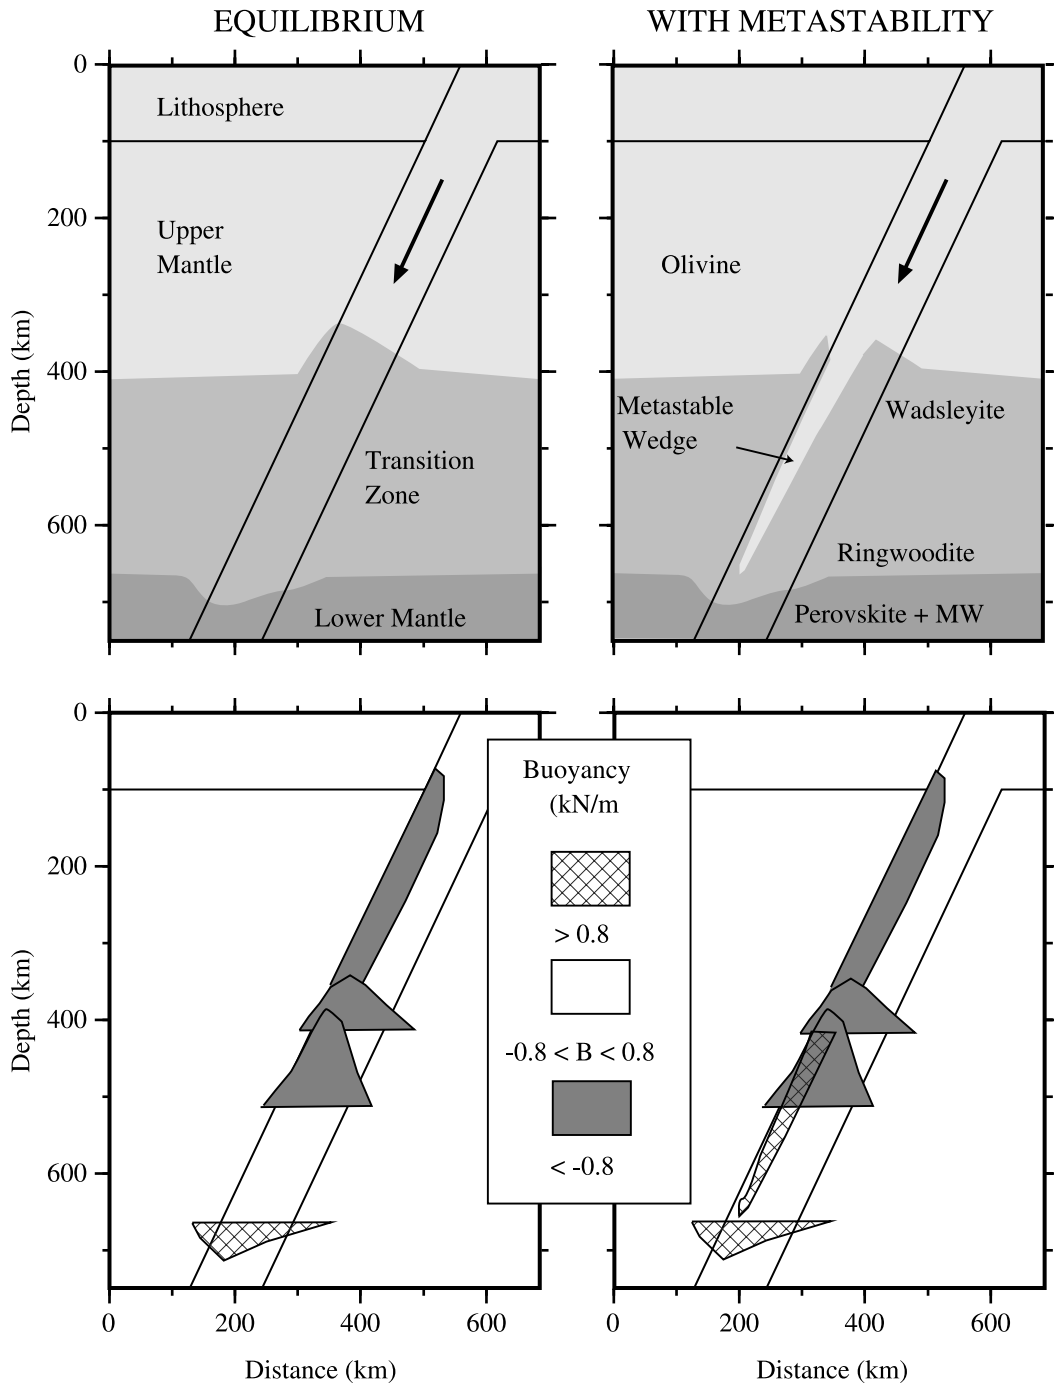 EQUILIBRIUM
WITH METASTABILITY
0
200
400
600
Depth (km)
Lithosphere
Upper
Mantle
Transition
Zone
Lower Mantle
Olivine
Metastable
Wedge
Wadsleyite
Ringwoodite
Perovskite + MW
0
200
400
600
Depth (km)
Buoyancy
(kN/m
> 0.8
-0.8 < B < 0.8
< -0.8
0
200
400
600
Distance (km)
0
200
400
600
Distance (km)